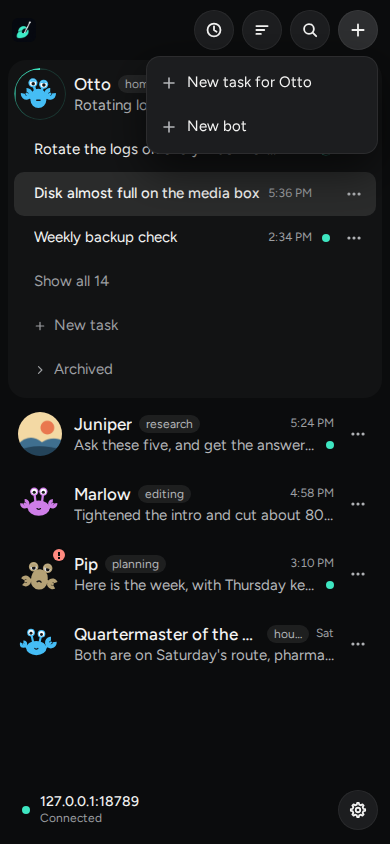 New task for Otto
New bot
Otto
Rotating
Rotate the logs
Disk almost full on the media box 5:36 PM
Weekly backup check 2:34 PM
Show all 14
New task
Archived
Juniper research 5:24 PM
Ask these five, and get the answer...
Marlow editing 4:58 PM
Tightened the intro and cut about 80...
Pip planning 3:10 PM
Here is the week, with Thursday ke...
Quartermaster of the ... hou... Sat
Both are on Saturday's route, pharma...
127.0.0.1:18789
Connected